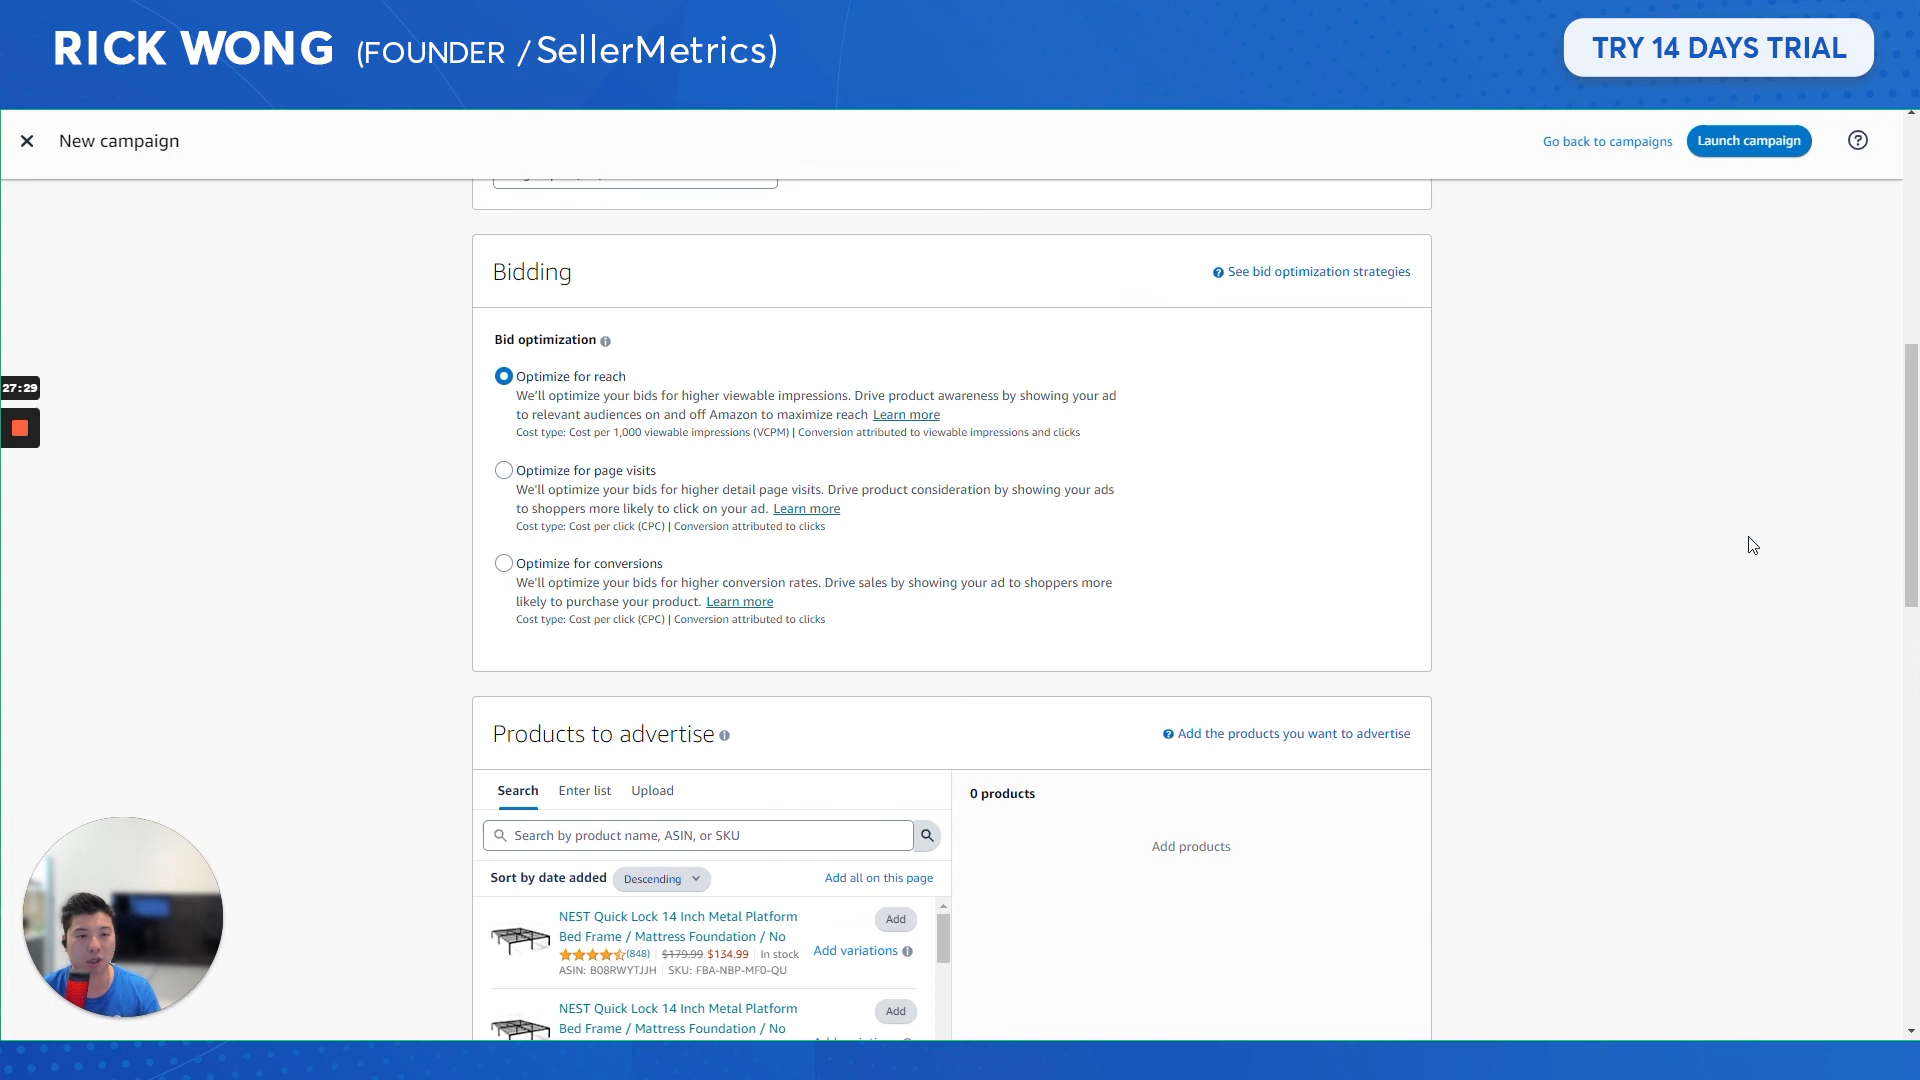 RICK WONG (FOUNDER / SellerMetrics)
TRY 14 DAYS TRIAL
New campaign
Go back to campaigns
Launch campaign
Bidding
See bid optimization strategies
Bid optimization
Optimize for reach
We'll optimize your bids for higher viewable impressions. Drive product awareness by showing your ad
to relevant audiences on and off Amazon to maximize reach Learn more
Cost type: Cost per 1,000 viewable impressions (VCPM) | Conversion attributed to viewable impressions and clicks
27:29
Optimize for page visits
We'll optimize your bids for higher detail page visits. Drive product consideration by showing your ads
to shoppers more likely to click on your ad. Learn more
Cost type: Cost per click (CPC) | Conversion attributed to clicks
Optimize for conversions
We'll optimize your bids for higher conversion rates. Drive sales by showing your ad to shoppers more
likely to purchase your product. Learn more
Cost type: Cost per click (CPC) | Conversion attributed to clicks
Products to advertise
Add the products you want to advertise
Search Enter list Upload
0 products
Search by product name, ASIN, or SKU
Add products
Sort by date added Descending Add all on this page
NEST Quick Lock 14 Inch Metal Platform
Bed Frame / Mattress Foundation / No
Add
(848) $179.99 $134.99 In stock
Add variations
ASIN: B08RWYTJJH SKU: FBA-NBP-MF0-QU
NEST Quick Lock 14 Inch Metal Platform
Bed Frame / Mattress Foundation / No
Add